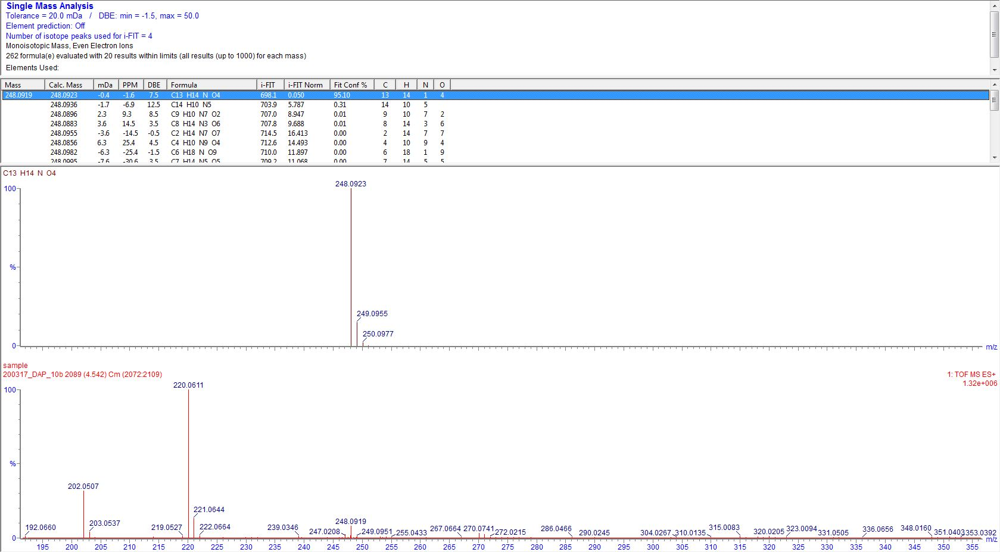 Single Mass Analysis
Tolerance = 20.0 mDa / DBE: min = -1.5, max = 50.0
Element prediction: Off
Number of isotope peaks used for i-FIT = 4
Monoisotopic Mass, Even Electron Ions
262 formula(e) evaluated with 20 results within limits (all results (up to 1000) for each mass)
Elements Used:
Mass Calc. Mass mDa PPM DBE Formula i-FIT i-FIT Norm Fit Conf % C H N O
248.0919 248.0923 -0.4 -1.6 7.5 C13 H14 N O4 698.1 0.050 95.10 13 14 1 4
248.0936 -1.7 -6.9 12.5 C14 H10 N5 703.9 5.787 0.31 14 10 5
248.0896 2.3 9.3 8.5 C9 H10 N7 O2 707.0 8.947 0.01 9 10 7 2
248.0883 3.6 14.5 3.5 C8 H14 N3 O6 707.8 9.688 0.01 8 14 3 6
248.0955 -3.6 -14.5 -0.5 C2 H14 N7 O7 714.5 16.413 0.00 2 14 7 7
248.0856 6.3 25.4 4.5 C4 H10 N9 O4 712.6 14.493 0.00 4 10 9 4
248.0982 -6.3 -25.4 -1.5 C6 H18 N O9 710.0 11.897 0.00 6 18 1 9
248.0995 -7.6 -30.6 3.5 C7 H14 N5 O5 709.2 11.068 0.00 7 14 5 5
C13 H14 N O4
248.0923
100
%
249.0955
250.0977
0
m/z
sample
200317_DAP_10b 2089 (4.542) Cm (2072:2109)
1: TOF MS ES+
1.32e+006
220.0611
100
%
202.0507
221.0644
192.0660 203.0537 219.0527 222.0664 239.0346 247.0208 248.0919 249.0951 255.0433 267.0664 270.0741 272.0215 286.0466 290.0245 304.0267 310.0135 315.0083 320.0205 323.0094 331.0505 336.0656 348.0160 351.0403 353.0392
0
m/z
195 200 205 210 215 220 225 230 235 240 245 250 255 260 265 270 275 280 285 290 295 300 305 310 315 320 325 330 335 340 345 350 355